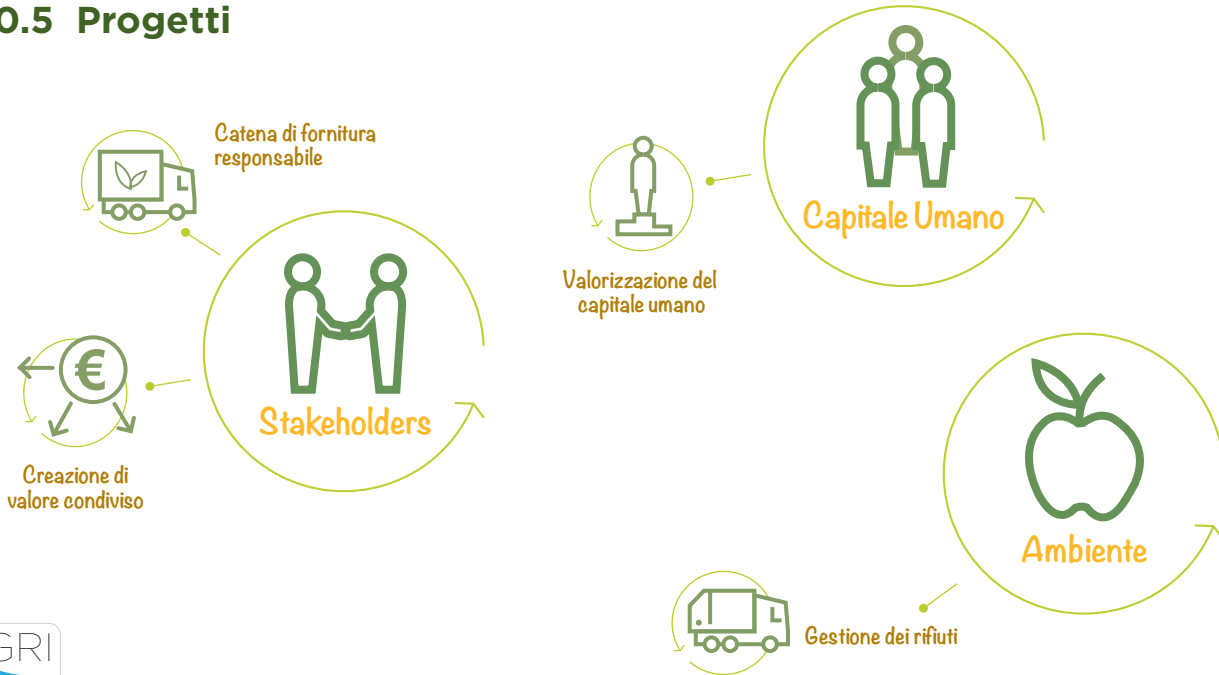 0.5 Progetti
Catena di fornitura
responsabile
€
Creazione di
valore condiviso
Stakeholders
Valorizzazione del
capitale umano
Capitale Umano
Ambiente
Gestione dei rifiuti
GRI